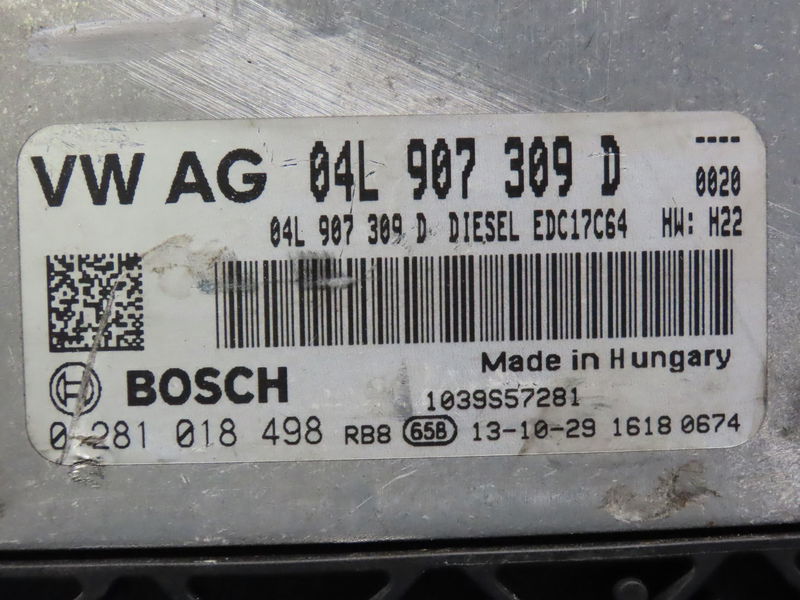 VW AG 04L 907 309 D ----
0020
04L 907 309 D DIESEL EDC17C64 HW: H22
Made in Hungary
BOSCH
1039S57281
0 281 018 498 RB8 65B 13-10-29 1618 0674